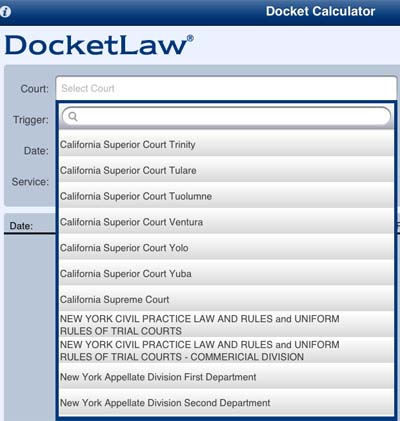 Docket Calculator
DocketLaw®
Court:
Select Court
Trigger:
California Superior Court Trinity
Date:
California Superior Court Tulare
Service:
California Superior Court Tuolumne
Date:
California Superior Court Ventura
California Superior Court Yolo
California Superior Court Yuba
California Supreme Court
NEW YORK CIVIL PRACTICE LAW AND RULES and UNIFORM
RULES OF TRIAL COURTS
NEW YORK CIVIL PRACTICE LAW AND RULES and UNIFORM
RULES OF TRIAL COURTS - COMMERICIAL DIVISION
New York Appellate Division First Department
New York Appellate Division Second Department